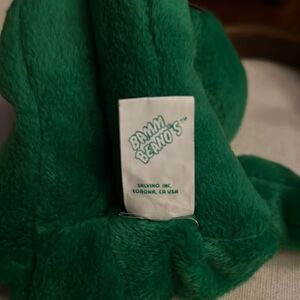 BAMM
BEANO'S™
SALVINO INC.
CORONA, CA USA